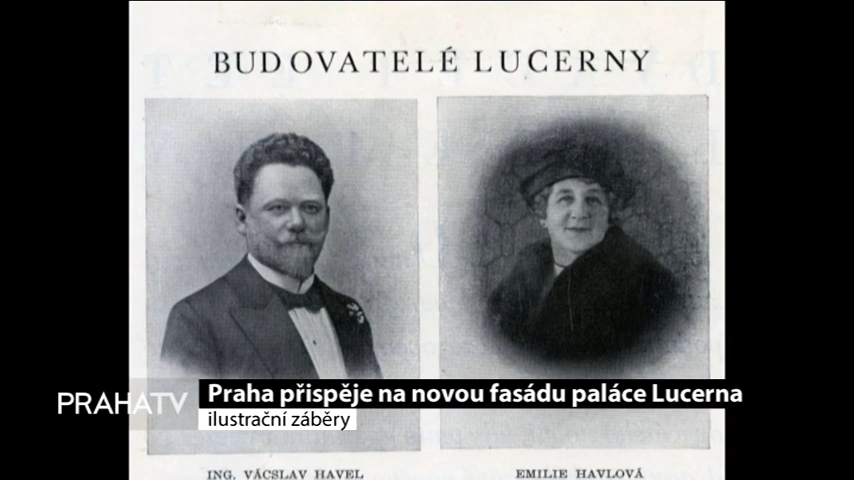 BUDOVATELÉ LUCERNY
PRAHATV
Praha přispěje na novou fasádu paláce Lucerna
ilustrační záběry
ING. VÁCSLAV HAVEL
EMILIE HAVLOVÁ